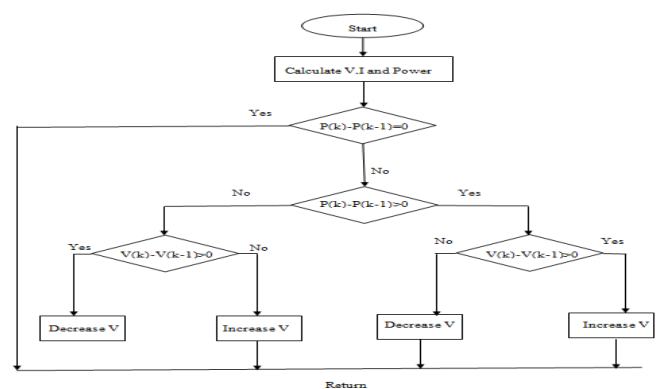 Start
Calculate V.I and Power
Yes
P(k)-P(k-1)=0
No
No
P(k)-P(k-1)>0
Yes
Yes
V(k)-V(k-1)>0
No
No
V(k)-V(k-1)>0
Yes
Decrease V
Increase V
Decrease V
Increase V
Return